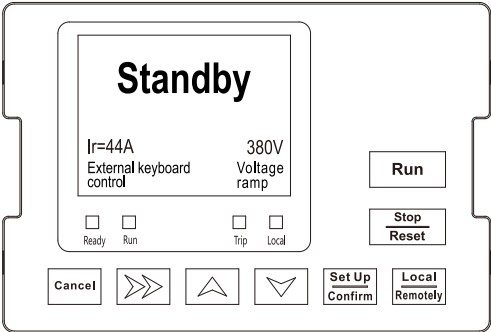 Standby
Ir=44A 380V
External keyboard control
Voltage ramp
Ready Run Trip Local
Run
Stop
Reset
Cancel
Set Up
Confirm
Local
Remotely